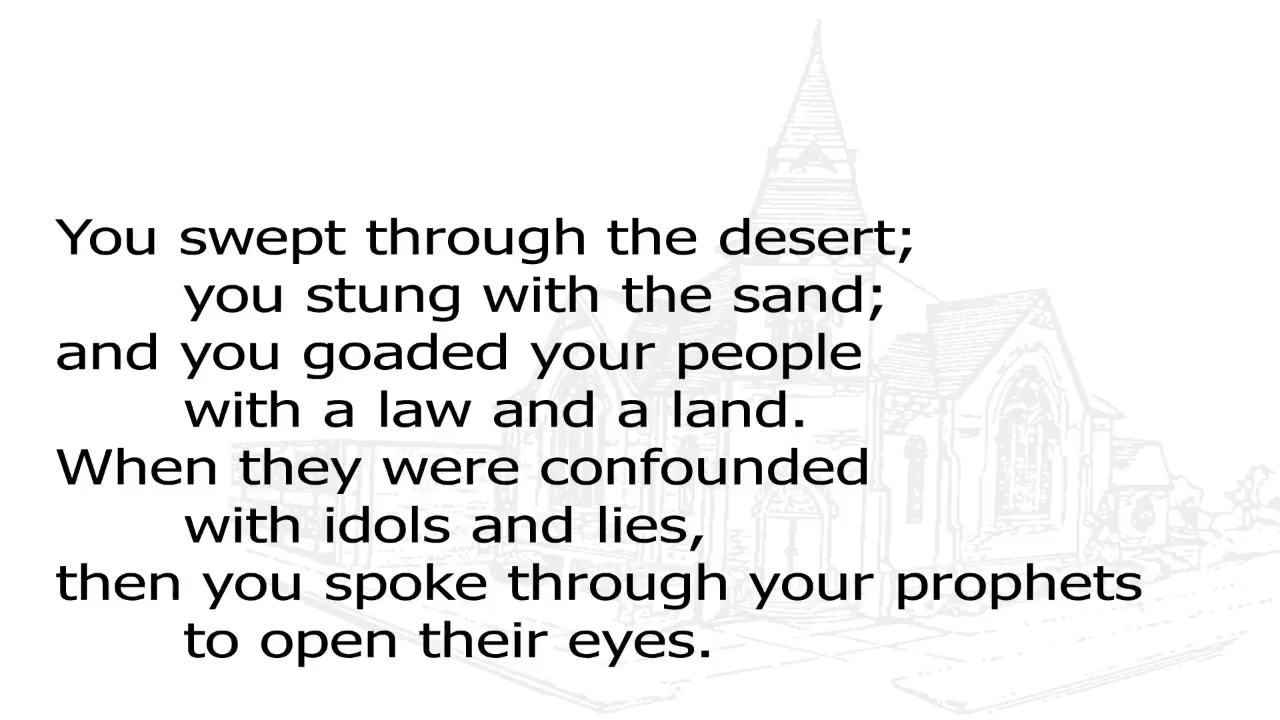 You swept through the desert;
you stung with the sand;
and you goaded your people
with a law and a land.
When they were confounded
with idols and lies,
then you spoke through your prophets
to open their eyes.